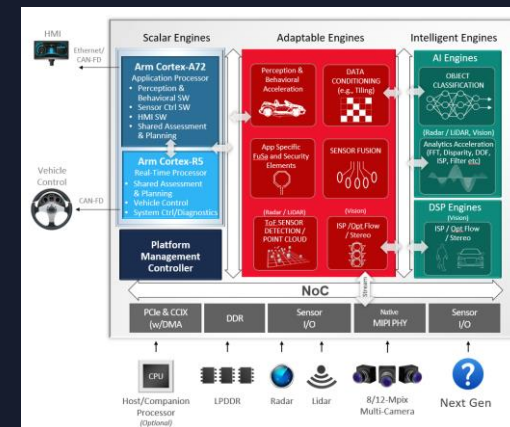 Scalar Engines
Adaptable Engines
Intelligent Engines
HMI
Ethernet/
CAN-FD
Arm Cortex-A72
Application Processor
• Perception &
Behavioral SW
• Sensor Ctrl SW
• HMI SW
• Shared Assessment
& Planning
Arm Cortex-R5
Real-Time Processor
• Shared Assessment
& Planning
• Vehicle Control
• System Ctrl/Diagnostics
Vehicle
Control
CAN-FD
Platform
Management
Controller
Perception &
Behavioral
Acceleration
DATA
CONDITIONING
(e.g., Tiling)
App Specific
FuSa and Security
Elements
SENSOR FUSION
(Radar / LiDAR)
ToF SENSOR
DETECTION /
POINT CLOUD
(Vision)
ISP /Opt Flow
/ Stereo
AI Engines
OBJECT
CLASSIFICATION
(Radar / LiDAR, Vision)
Analytics Acceleration
(FFT, Disparity, DOF,
ISP, Filter etc)
DSP Engines
(Vision)
ISP /Opt Flow
/ Stereo
NoC
Stream
PCIe & CCIX
(w/DMA
DDR
Sensor
I/O
Native
MIPI PHY
Sensor
I/O
CPU
Host/Companion
Processor
(Optional)
LPDDR
Radar
Lidar
8/12-Mpix
Multi-Camera
?
Next Gen